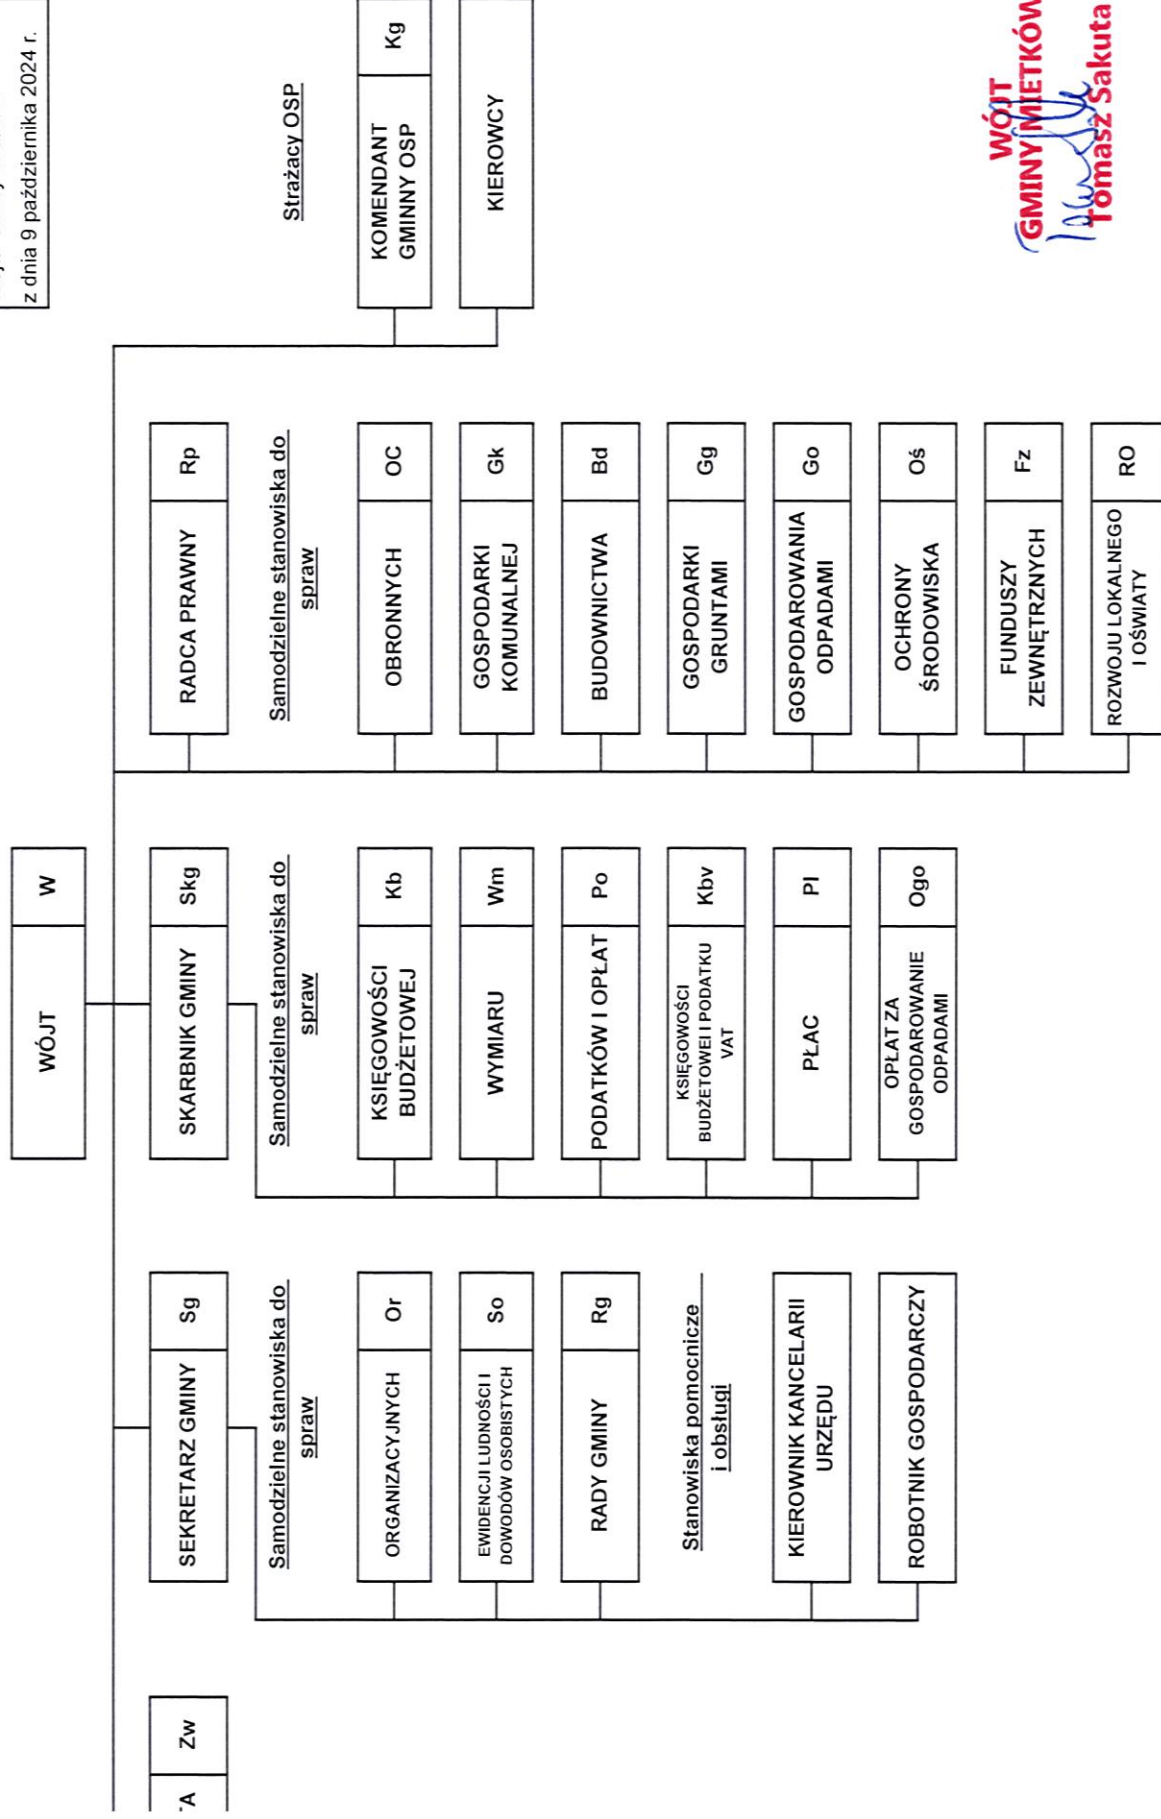 z dnia 9 października 2024 r.
WÓJT
W
Zw
SEKRETARZ GMINY
Sg
SKARBNIK GMINY
Skg
RADCA PRAWNY
Rp
Samodzielne stanowiska do
spraw
ORGANIZACYJNYCH
Or
EWIDENCJI LUDNOŚCI I
DOWODÓW OSOBISTYCH
So
RADY GMINY
Rg
Stanowiska pomocnicze
i obsługi
KIEROWNIK KANCELARII
URZĘDU
ROBOTNIK GOSPODARCZY
Samodzielne stanowiska do
spraw
KSIĘGOWOŚCI
BUDŻETOWEJ
Kb
WYMIARU
Wm
PODATKÓW I OPŁAT
Po
KSIĘGOWOŚCI
BUDŻETOWEJ I PODATKU
VAT
Kbv
PŁAC
Pl
OPŁAT ZA
GOSPODAROWANIE
ODPADAMI
Ogo
Samodzielne stanowiska do
spraw
OBRONNYCH
OC
GOSPODARKI
KOMUNALNEJ
Gk
BUDOWNICTWA
Bd
GOSPODARKI
GRUNTAMI
Gg
GOSPODAROWANIA
ODPADAMI
Go
OCHRONY
ŚRODOWISKA
Oś
FUNDUSZY
ZEWNĘTRZNYCH
Fz
ROZWOJU LOKALNEGO
I OŚWIATY
RO
Strażacy OSP
KOMENDANT
GMINNY OSP
Kg
KIEROWCY
WÓJT
GMINY MIETKÓW
Tomasz Sakuta